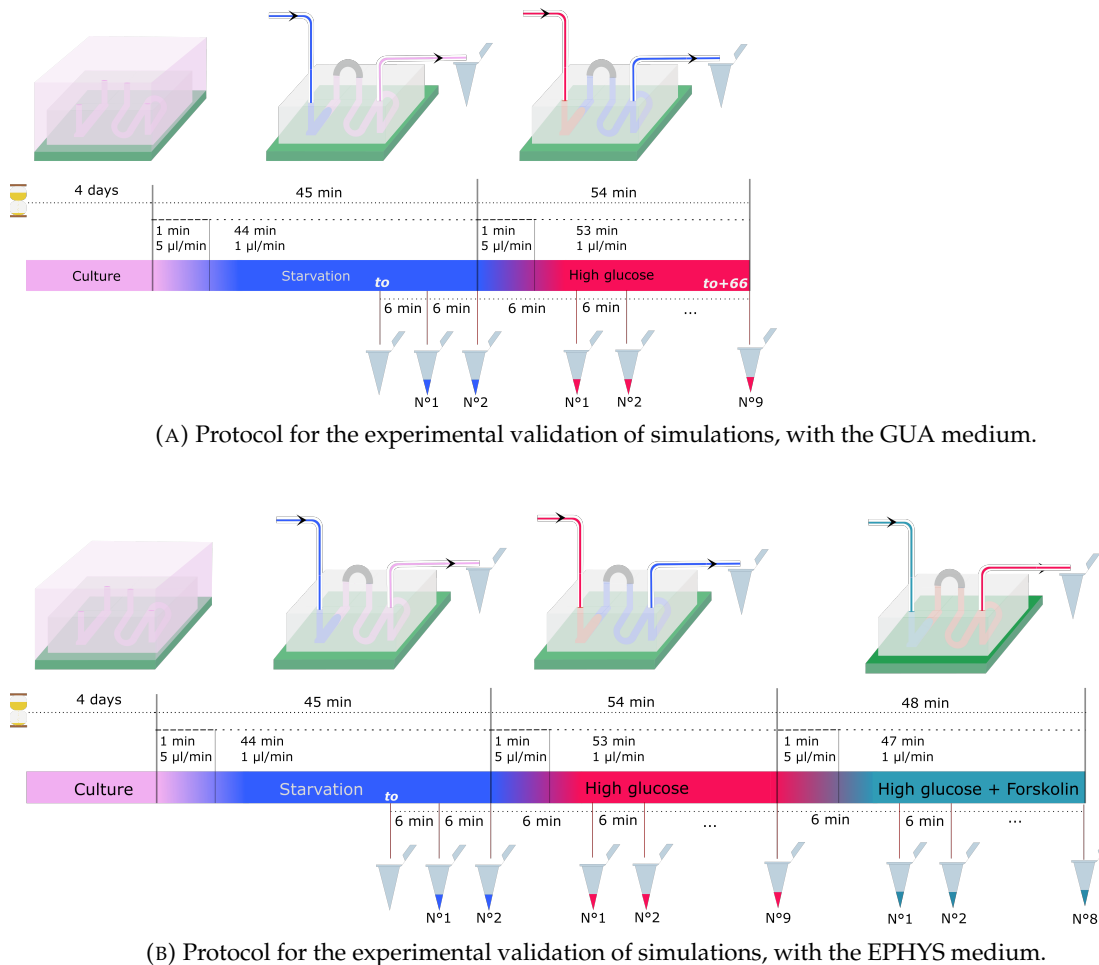 4 days 45 min 54 min
1 min 44 min 1 min 53 min
5 µl/min 1 µl/min 5 µl/min 1 µl/min
Culture Starvation High glucose
to to+66
6 min 6 min 6 min 6 min ...
N°1 N°2 N°1 N°2 N°9
(A) Protocol for the experimental validation of simulations, with the GUA medium.
4 days 45 min 54 min 48 min
1 min 44 min 1 min 53 min 1 min 47 min
5 µl/min 1 µl/min 5 µl/min 1 µl/min 5 µl/min 1 µl/min
Culture Starvation High glucose High glucose + Forskolin
to
6 min 6 min 6 min 6 min ... 6 min 6 min ...
N°1 N°2 N°1 N°2 N°9 N°1 N°2 N°8
(B) Protocol for the experimental validation of simulations, with the EPHYS medium.